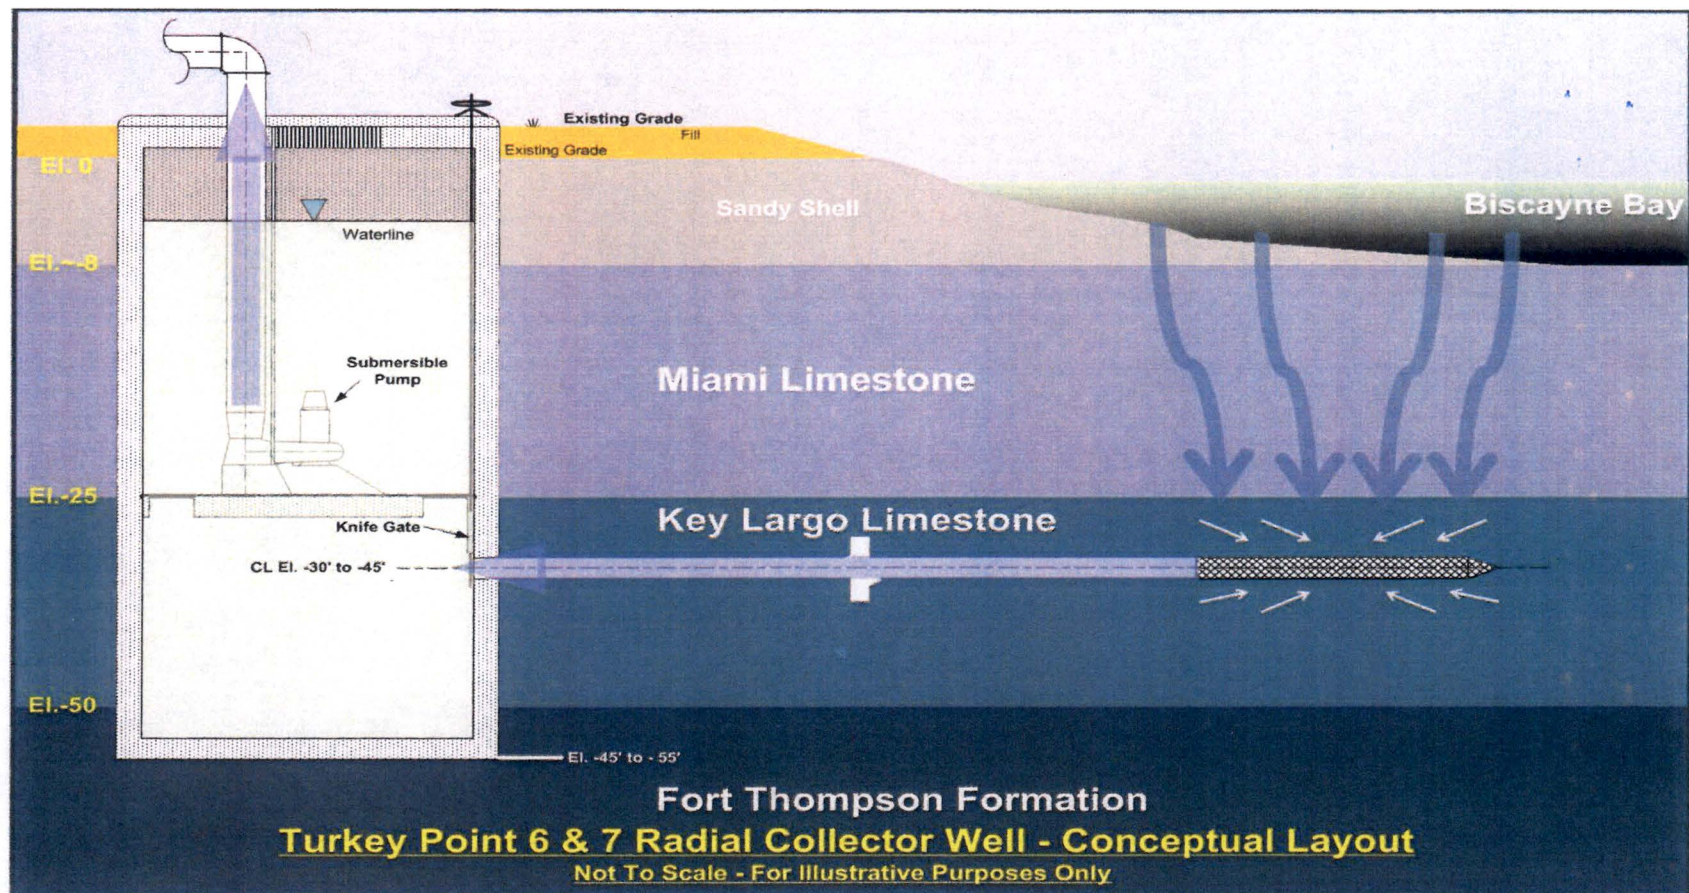 Existing Grade
Fill
Existing Grade
El. 0
Sandy Shell
Biscayne Bay
Waterline
El.~-8
Submersible
Pump
Miami Limestone
El.-25
Key Largo Limestone
Knife Gate
CL El. -30' to -45'
El.-50
El. -45' to - 55'
Fort Thompson Formation
Turkey Point 6 & 7 Radial Collector Well - Conceptual Layout
Not To Scale - For Illustrative Purposes Only